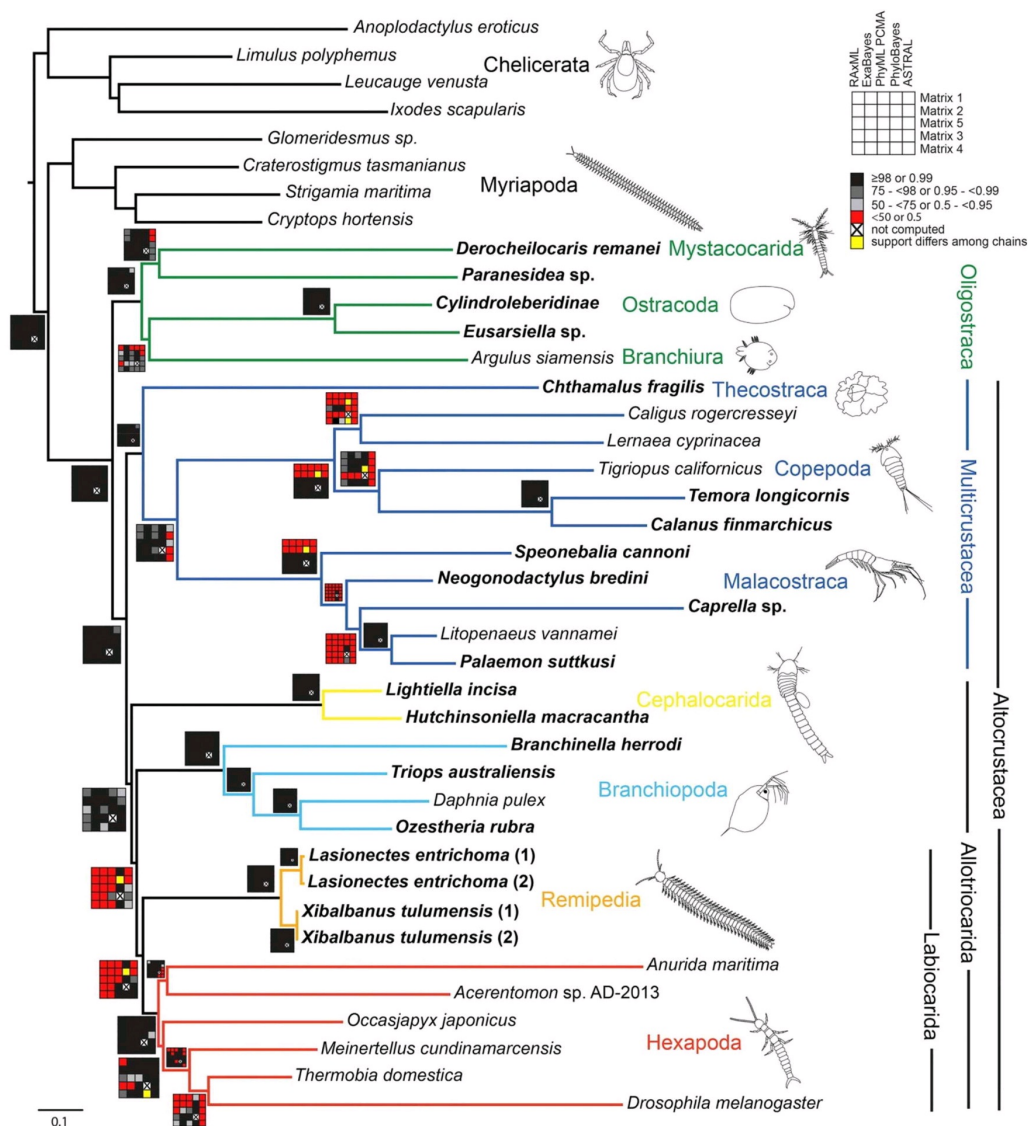 Anoplodactylus eroticus
Limulus polyphemus
Chelicerata
Leucauge venusta
Ixodes scapularis
RAxML
ExaBayes
PhyML PCMA
PhyloBayes
ASTRAL
Matrix 1
Matrix 2
Matrix 5
Matrix 3
Matrix 4
≥98 or 0.99
75 - <98 or 0.95 - <0.99
50 - <75 or 0.5 - <0.95
<50 or 0.5
not computed
support differs among chains
Glomeridesmus sp.
Craterostigmus tasmanianus
Strigamia maritima
Myriapoda
Cryptops hortensis
Derocheilocaris remanei
Mystacocarida
Paranesidea sp.
Cylindroleberidinae
Ostracoda
Eusarsiella sp.
Argulus siamensis
Branchiura
Oligostraca
Chthamalus fragilis
Thecostraca
Caligus rogercresseyi
Lernaea cyprinacea
Tigriopus californicus
Copepoda
Temora longicornis
Calanus finmarchicus
Speonebalia cannoni
Neogonodactylus bredini
Malacostraca
Caprella sp.
Litopenaeus vannamei
Palaemon suttkusi
Multicrustacea
Lightiella incisa
Cephalocarida
Hutchinsoniella macracantha
Branchinella herrodi
Triops australiensis
Branchiopoda
Daphnia pulex
Ozestheria rubra
Altocrustacea
Lasionectes entrichoma (1)
Lasionectes entrichoma (2)
Remipedia
Xibalbanus tulumensis (1)
Xibalbanus tulumensis (2)
Allotriocarida
Labiocarida
Anurida maritima
Acerentomon sp. AD-2013
Occasjapyx japonicus
Hexapoda
Meinertellus cundinamarcensis
Thermobia domestica
Drosophila melanogaster
0.1